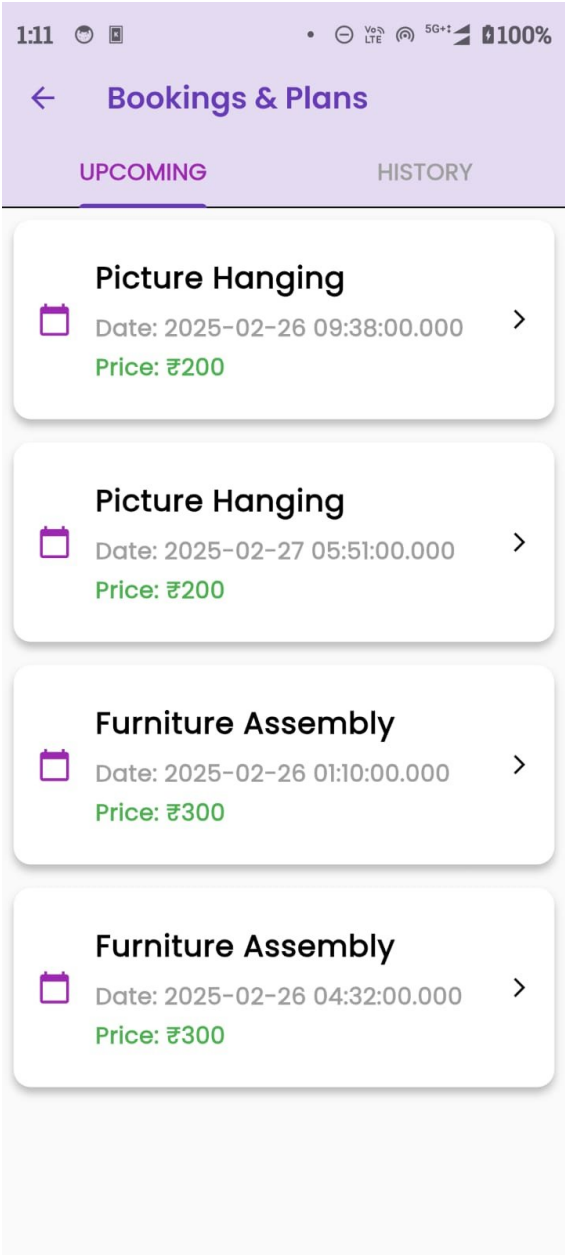 1:11 5G+ 100%
Vo) LTE
Bookings & Plans
UPCOMING HISTORY
Picture Hanging
Date: 2025-02-26 09:38:00.000
Price: ₹200
Picture Hanging
Date: 2025-02-27 05:51:00.000
Price: ₹200
Furniture Assembly
Date: 2025-02-26 01:10:00.000
Price: ₹300
Furniture Assembly
Date: 2025-02-26 04:32:00.000
Price: ₹300